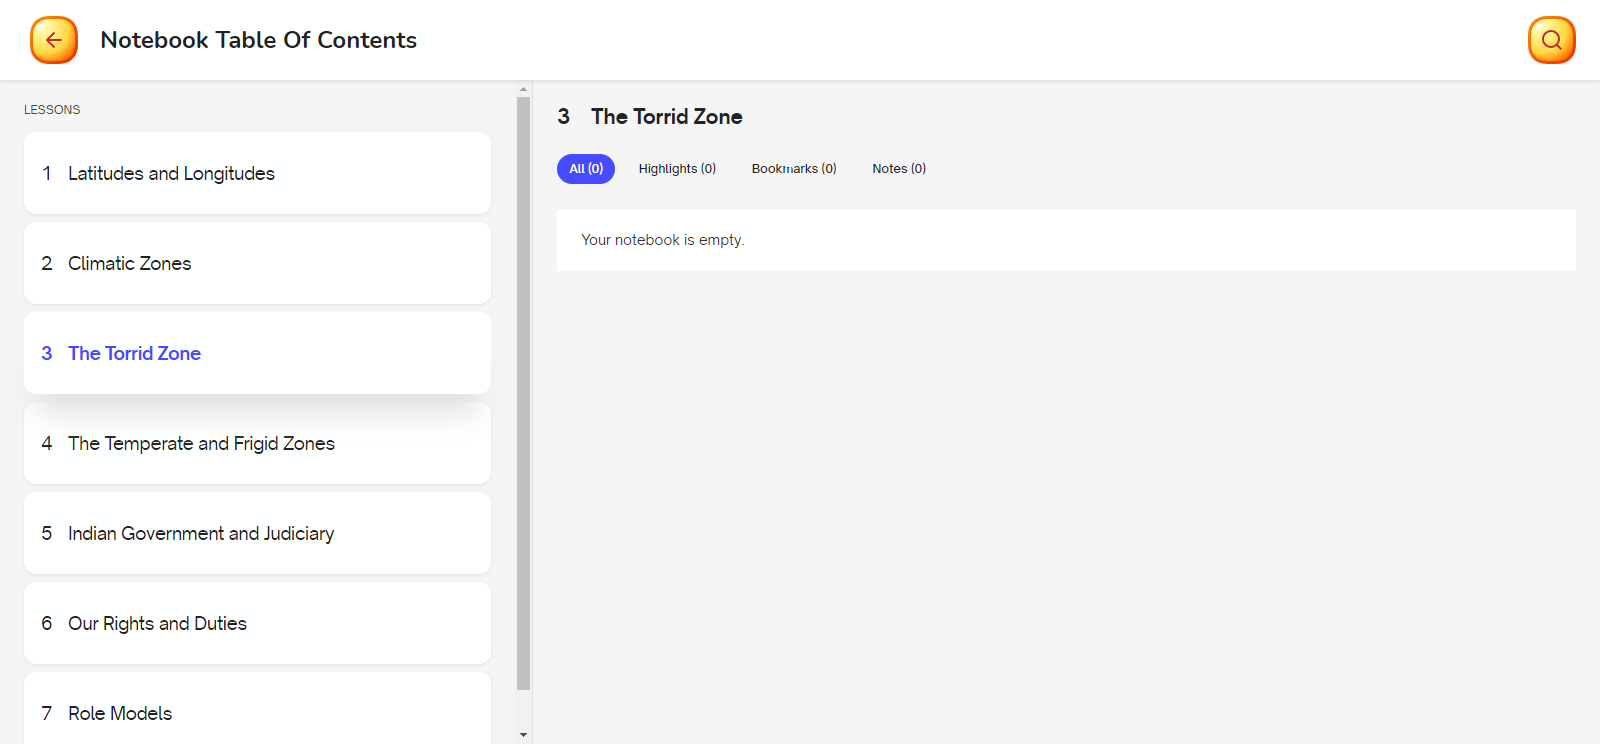 Notebook Table Of Contents
LESSONS
1 Latitudes and Longitudes
2 Climatic Zones
3 The Torrid Zone
4 The Temperate and Frigid Zones
5 Indian Government and Judiciary
6 Our Rights and Duties
7 Role Models
3 The Torrid Zone
All (0) Highlights (0) Bookmarks (0) Notes (0)
Your notebook is empty.